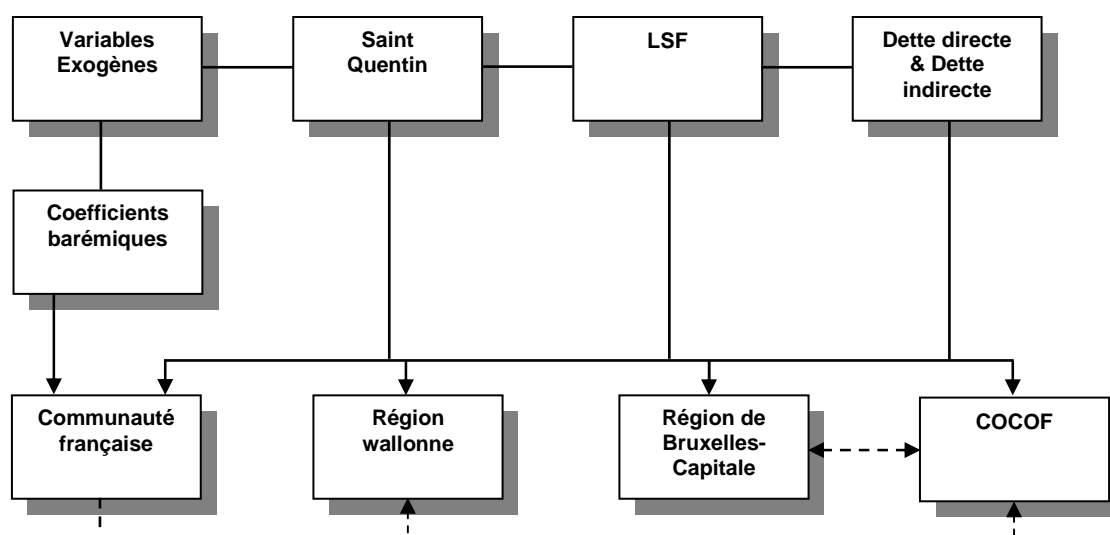 Variables
Exogènes
Saint
Quentin
LSF
Dette directe
& Dette
indirecte
Coefficients
barémiques
Communauté
française
Région
wallonne
Région de
Bruxelles-
Capitale
COCOF